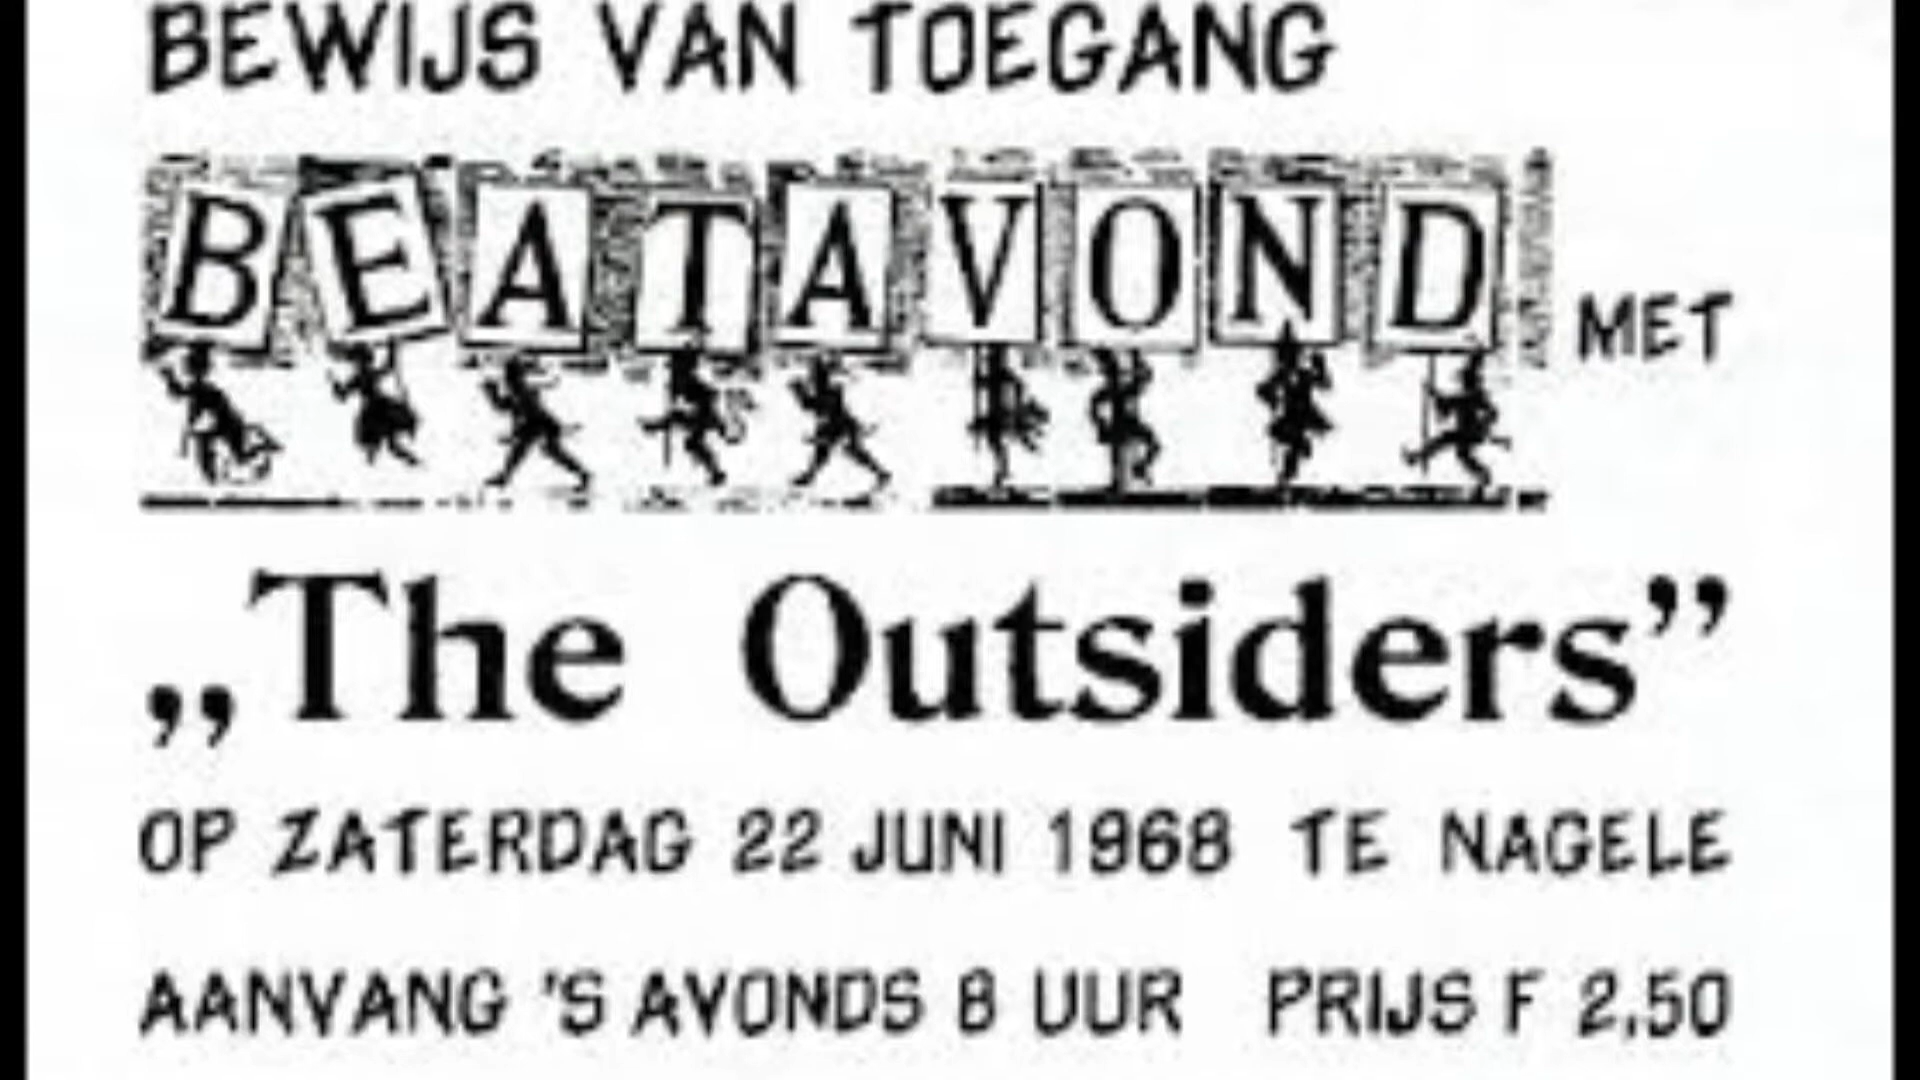 BEWIJS VAN TOEGANG
BEATAVOND MET
„The Outsiders”
OP ZATERDAG 22 JUNI 1968 TE NAGELE
AANVANG 'S AVONDS 8 UUR PRIJS F 2,50